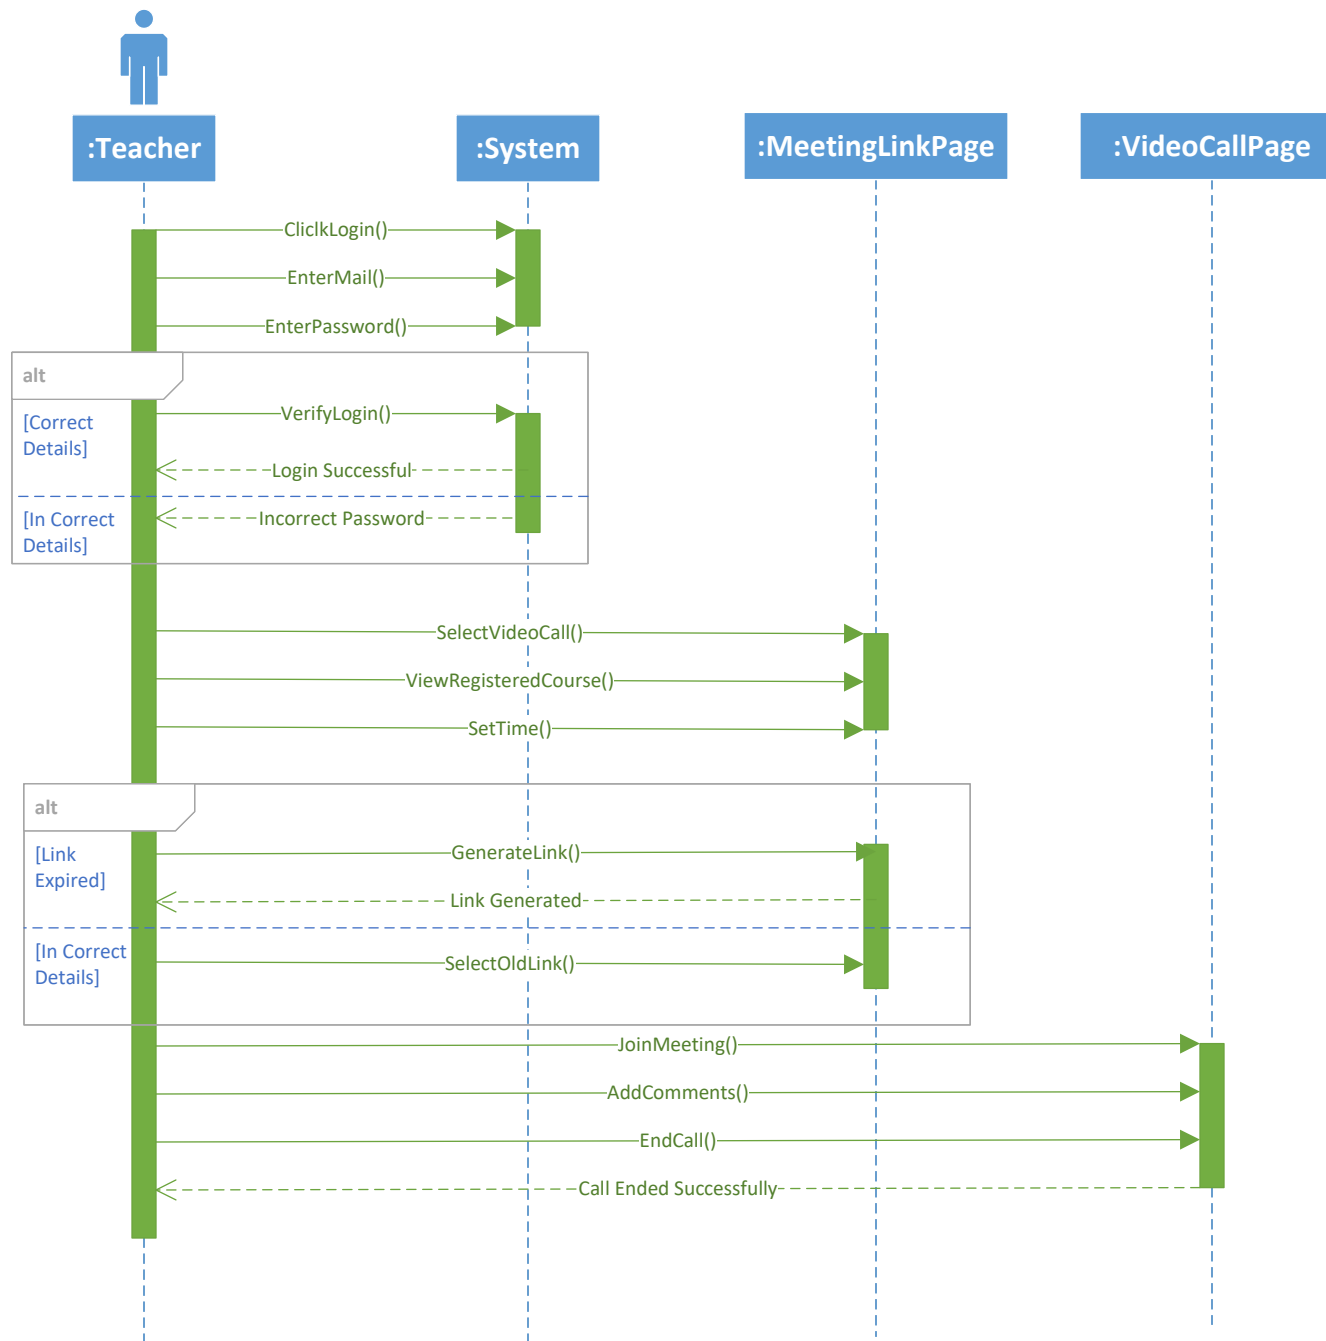 :Teacher
:System
:MeetingLinkPage
:VideoCallPage
CliclkLogin()
EnterMail()
EnterPassword()
alt
[Correct
Details]
VerifyLogin()
Login Successful
[In Correct
Details]
Incorrect Password
SelectVideoCall()
ViewRegisteredCourse()
SetTime()
alt
[Link
Expired]
GenerateLink()
Link Generated
[In Correct
Details]
SelectOldLink()
JoinMeeting()
AddComments()
EndCall()
Call Ended Successfully